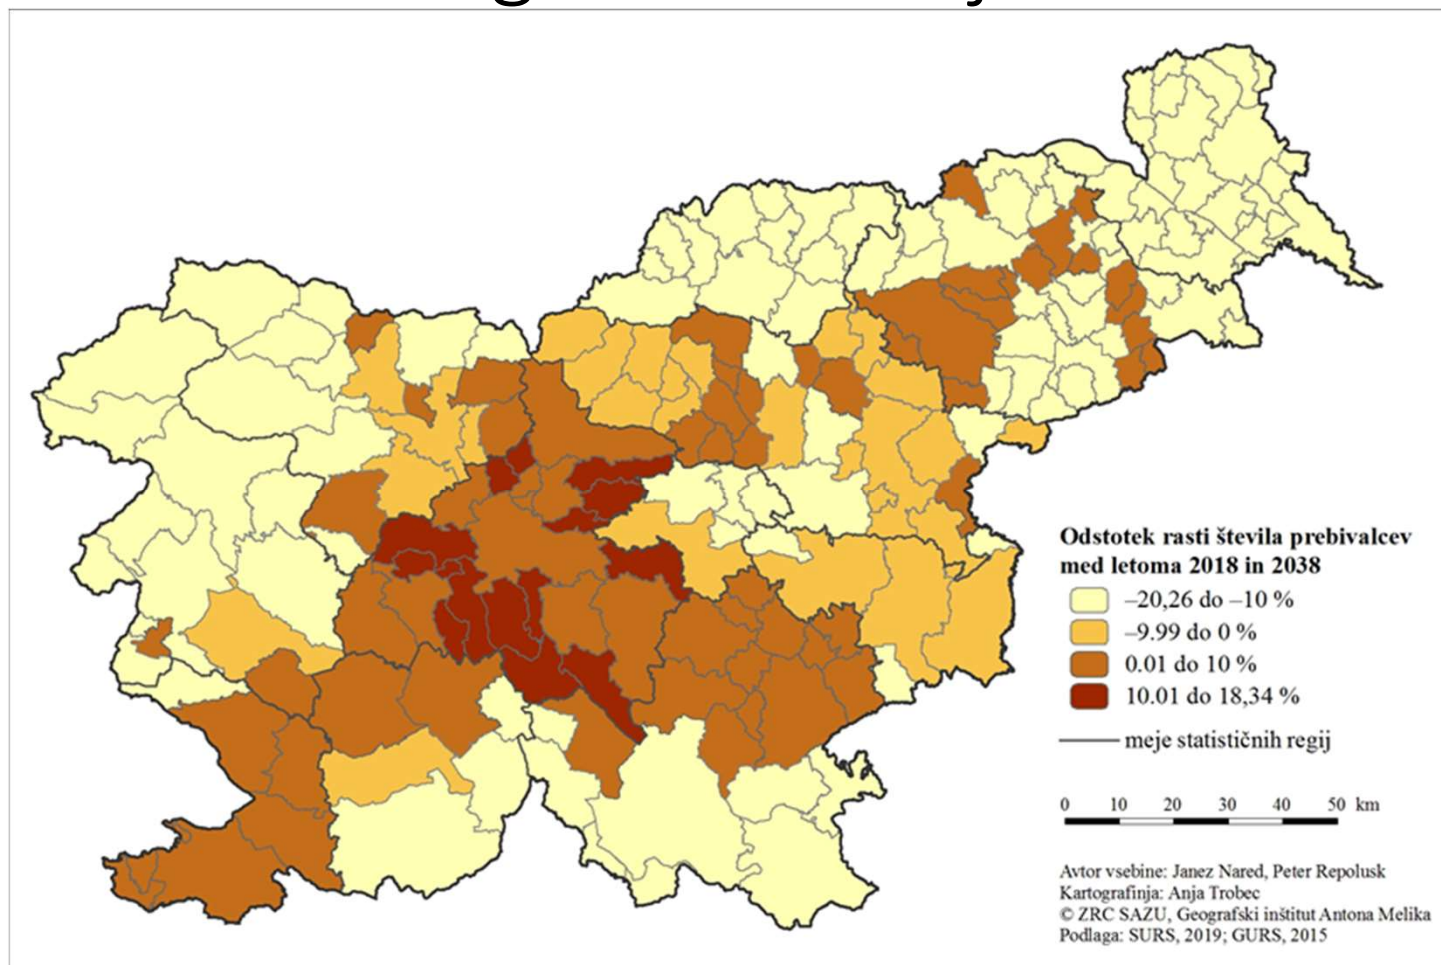 Odstotek rasti števila prebivalcev
med letoma 2018 in 2038
–20,26 do –10 %
–9.99 do 0 %
0.01 do 10 %
10.01 do 18,34 %
meje statističnih regij
0 10 20 30 40 50 km
Avtor vsebine: Janez Nared, Peter Repolusk
Kartografinja: Anja Trobec
© ZRC SAZU, Geografski inštitut Antona Melika
Podlaga: SURS, 2019; GURS, 2015